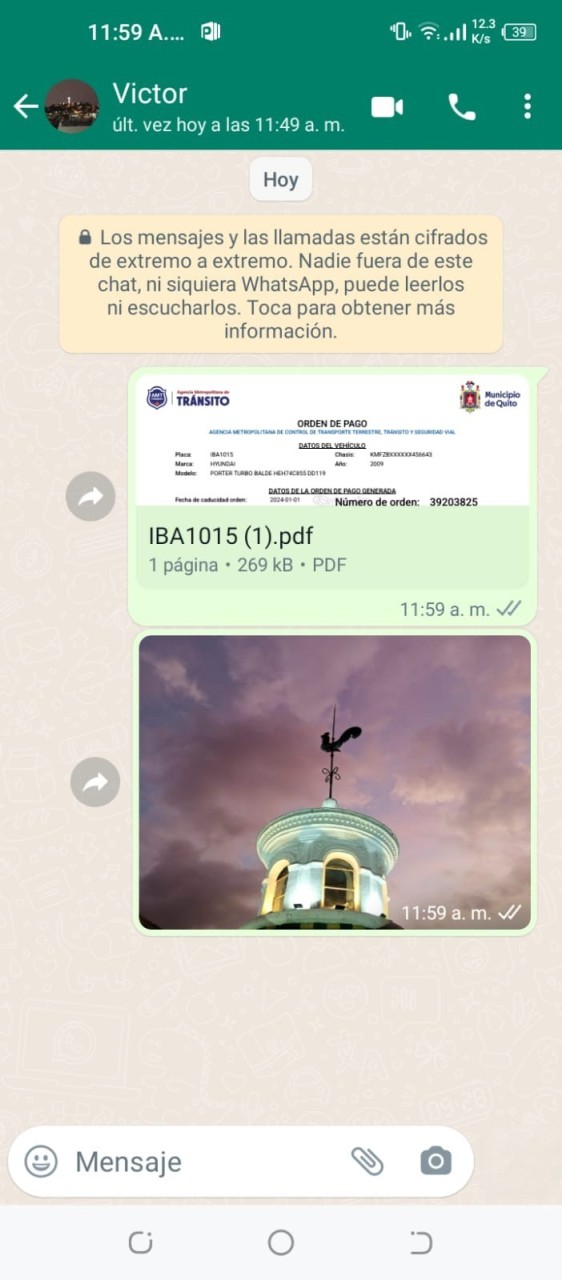 11:59 A....
12.3
K/s
39
Victor
últ. vez hoy a las 11:49 a. m.
Hoy
Los mensajes y las llamadas están cifrados
de extremo a extremo. Nadie fuera de este
chat, ni siquiera WhatsApp, puede leerlos
ni escucharlos. Toca para obtener más
información.
AMT
Agencia Metropolitana de
TRÁNSITO
Municipio
de Quito
ORDEN DE PAGO
AGENCIA METROPOLITANA DE CONTROL DE TRANSPORTE TERRESTRE, TRÁNSITO Y SEGURIDAD VIAL
DATOS DEL VEHÍCULO
Placa: IBA1015 Chasis: KMFZBXXXXXX456643
Marca: HYUNDAI Año: 2009
Modelo: PORTER TURBO BALDE HEH74C855 DD119
DATOS DE LA ORDEN DE PAGO GENERADA
Fecha de caducidad orden: 2024-01-01 Número de orden: 39203825
IBA1015 (1).pdf
1 página • 269 kB • PDF
11:59 a. m.
11:59 a. m.
Mensaje